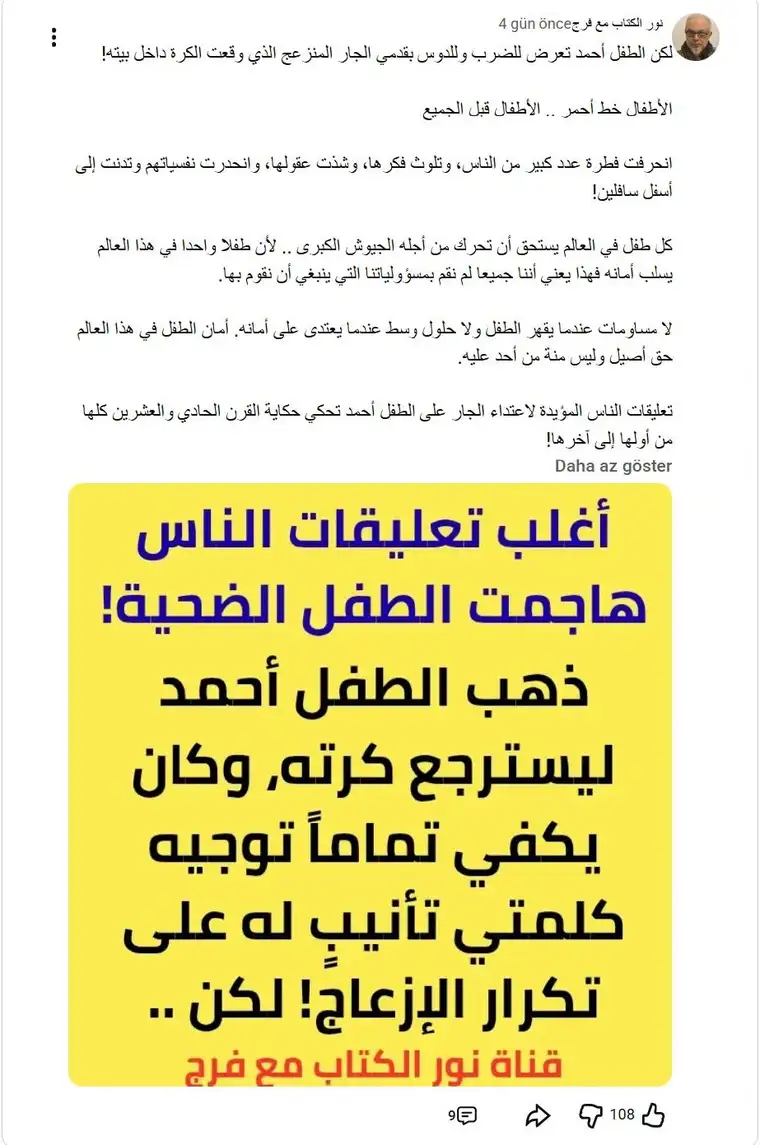 نور الكتاب مع فرج 4 gün önce
لكن الطفل أحمد تعرض للضرب وللدوس بقدمي الجار المنزعج الذي وقعت الكرة داخل بيته!
الأطفال خط أحمر .. الأطفال قبل الجميع
انحرفت فطرة عدد كبير من الناس، وتلوث فكرها، وشذت عقولها، وانحدرت نفسياتهم وتدنت إلى
أسفل سافلين!
كل طفل في العالم يستحق أن تحرك من أجله الجيوش الكبرى .. لأن طفلا واحدا في هذا العالم
يسلب أمانه فهذا يعني أننا جميعا لم نقم بمسؤولياتنا التي ينبغي أن نقوم بها.
لا مساومات عندما يقهر الطفل ولا حلول وسط عندما يعتدى على أمانه. أمان الطفل في هذا العالم
حق أصيل وليس منة من أحد عليه.
تعليقات الناس المؤيدة لاعتداء الجار على الطفل أحمد تحكي حكاية القرن الحادي والعشرين كلها
من أولها إلى آخرها!
Daha az göster
أغلب تعليقات الناس
هاجمت الطفل الضحية!
ذهب الطفل أحمد
ليسترجع كرته، وكان
يكفي تماماً توجيه
كلمتي تأنيبٍ له على
تكرار الإزعاج! لكن ..
قناة نور الكتاب مع فرج
108 9